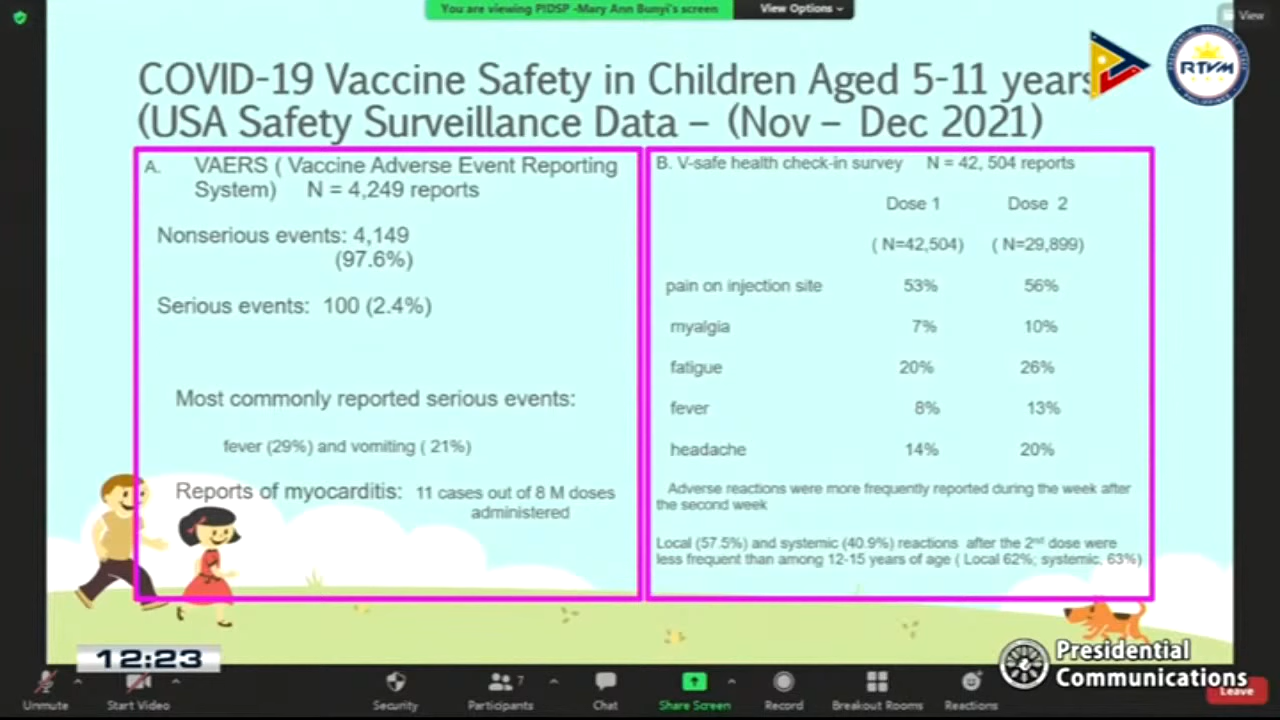 You are viewing PIDSP -Mary Ann Bunyi's screen
View Options
View
RTVM
COVID-19 Vaccine Safety in Children Aged 5-11 years
(USA Safety Surveillance Data – (Nov – Dec 2021)
A. VAERS ( Vaccine Adverse Event Reporting
System) N = 4,249 reports
Nonserious events: 4,149
(97.6%)
Serious events: 100 (2.4%)
Most commonly reported serious events:
fever (29%) and vomiting ( 21%)
Reports of myocarditis: 11 cases out of 8 M doses
administered
B. V-safe health check-in survey N = 42, 504 reports
Dose 1 Dose 2
( N=42,504) ( N=29,899)
pain on injection site 53% 56%
myalgia 7% 10%
fatigue 20% 26%
fever 8% 13%
headache 14% 20%
Adverse reactions were more frequently reported during the week after
the second week
Local (57.5%) and systemic (40.9%) reactions after the 2nd dose were
less frequent than among 12-15 years of age ( Local 62%; systemic, 63%)
12:23
Presidential
Communications
Unmute
Start Video
Security
Participants 7
Chat
Share Screen
Record
Breakout Rooms
Reactions
Leave